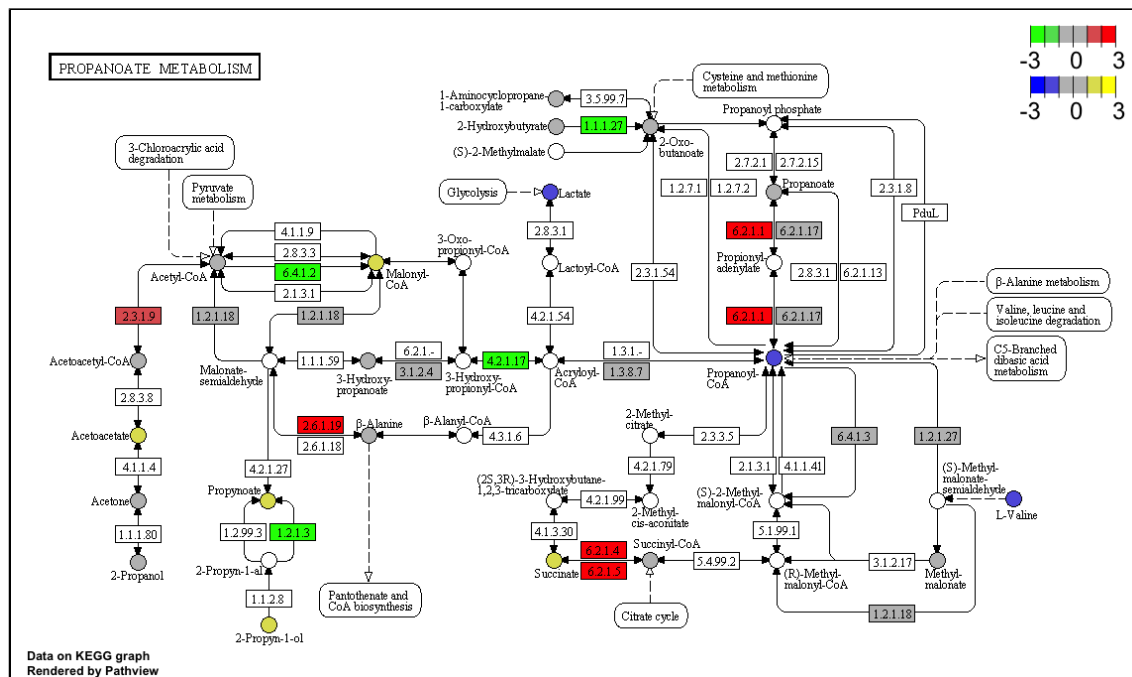 PROPANOATE METABOLISM
-3 0 3
-3 0 3
Cysteine and methionine
metabolism
1-Aminocyclopropane
1-carboxylate
3.5.99.7
Propanoyl phosphate
2-Hydroxybutyrate
1.1.1.27
2-Oxo-
butanoate
(S)-2-Methylmalate
3-Chloroacrylic acid
degradation
Pyruvate
metabolism
Glycolysis
Lactate
2.7.2.1
2.7.2.15
1.2.7.1
1.2.7.2
2.3.1.8
Propanoate
PduL
4.1.1.9
2.8.3.3
6.4.1.2
2.1.3.1
Acetyl-CoA
Malonyl-
CoA
3-Oxo-
propionyl-CoA
2.8.3.1
Lactoyl-CoA
6.2.1.1
6.2.1.17
Propionyl-
adenylate
2.3.1.54
2.8.3.1
6.2.1.13
β-Alanine metabolism
Valine, leucine and
isoleucine degradation
C5-Branched
dibasic acid
metabolism
2.3.1.9
1.2.1.18
1.2.1.18
4.2.1.54
6.2.1.1
6.2.1.17
Acetoacetyl-CoA
Malonate-
semialdehyde
1.1.1.59
3-Hydroxy-
propanoate
6.2.1.-
3.1.2.4
3-Hydroxy-
propionyl-CoA
4.2.1.17
Acryloyl-
CoA
1.3.1.-
1.3.8.7
Propanoyl-
CoA
2.8.3.8
Acetoacetate
2.6.1.19
2.6.1.18
β-Alanine
β-Alanyl-CoA
4.3.1.6
2-Methyl-
citrate
2.3.3.5
6.4.1.3
1.2.1.27
4.1.1.4
4.2.1.27
4.2.1.79
2.1.3.1
4.1.1.41
Acetone
Propynoate
(2S,3R)-3-Hydroxybutane-
1,2,3-tricarboxylate
4.2.1.99
2-Methyl-
cis-aconitate
(S)-2-Methyl-
malonyl-CoA
(S)-Methyl-
malonate-
semialdehyde
L-Valine
1.1.1.80
1.2.99.3
1.2.1.3
4.1.3.30
5.1.99.1
2-Propanol
2-Propyn-1-al
Succinate
6.2.1.4
6.2.1.5
Succinyl-CoA
5.4.99.2
(R)-Methyl-
malonyl-CoA
3.1.2.17
Methyl-
malonate
1.1.2.8
Pantothenate and
CoA biosynthesis
Citrate cycle
1.2.1.18
2-Propyn-1-ol
Data on KEGG graph
Rendered by Pathview